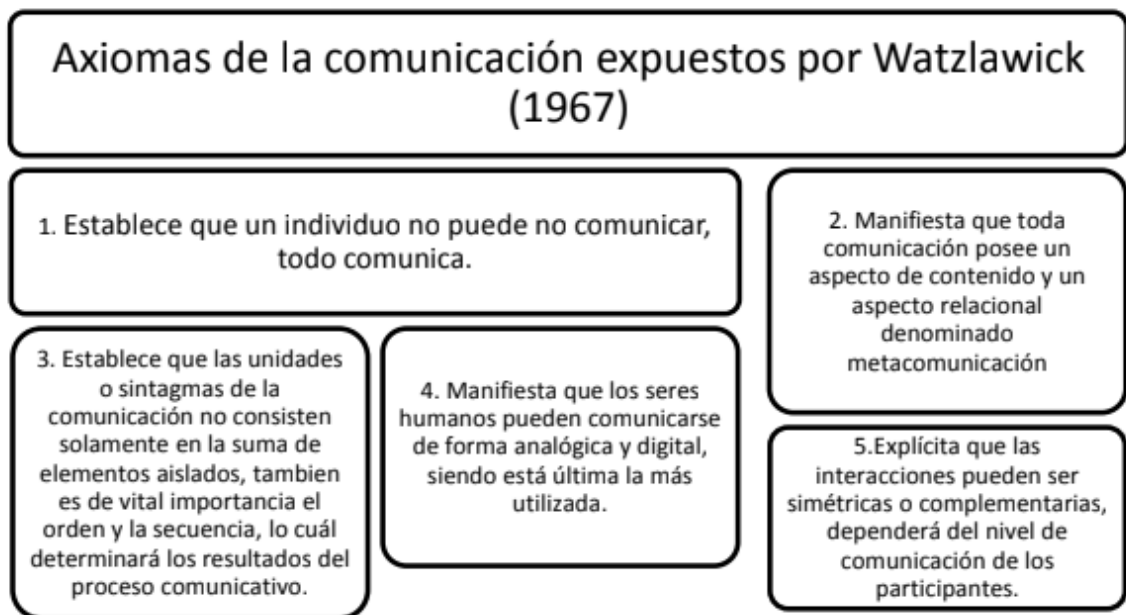 Axiomas de la comunicación expuestos por Watzlawick
(1967)
1. Establece que un individuo no puede no comunicar,
todo comunica.
2. Manifiesta que toda
comunicación posee un
aspecto de contenido y un
aspecto relacional
denominado
metacomunicación
3. Establece que las unidades
o sintagmas de la
comunicación no consisten
solamente en la suma de
elementos aislados, tambien
es de vital importancia el
orden y la secuencia, lo cuál
determinará los resultados del
proceso comunicativo.
4. Manifiesta que los seres
humanos pueden comunicarse
de forma analógica y digital,
siendo está última la más
utilizada.
5.Explícita que las
interacciones pueden ser
simétricas o complementarias,
dependerá del nivel de
comunicación de los
participantes.